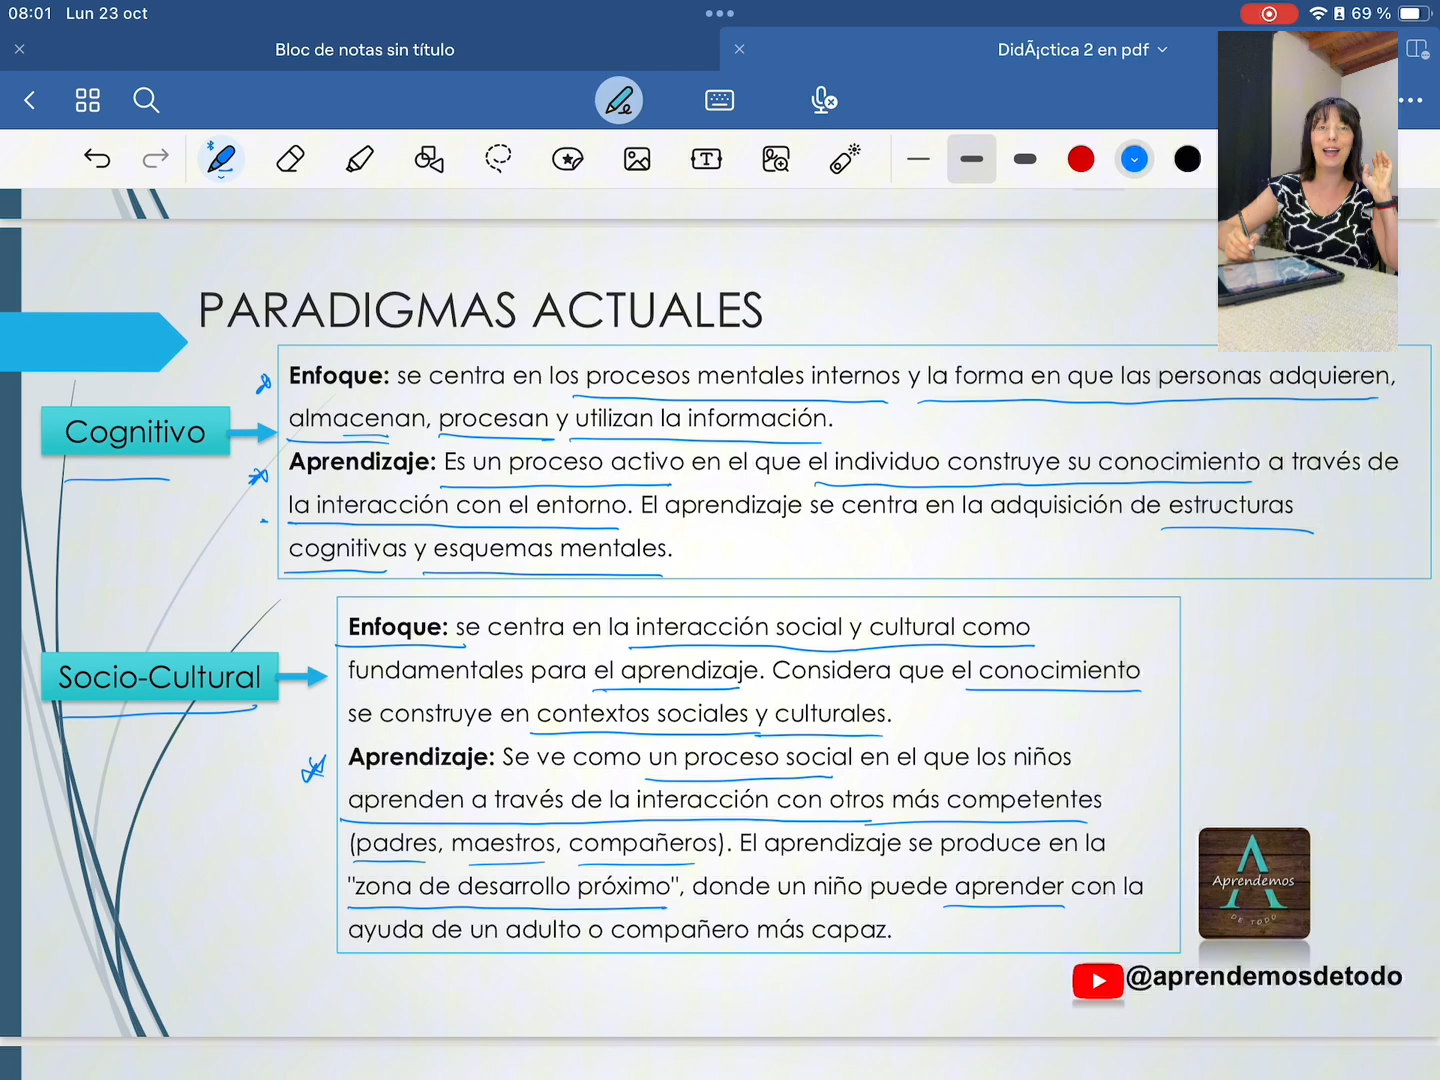 08:01 Lun 23 oct
69 %
Bloc de notas sin título
DidÃ¡ctica 2 en pdf
PARADIGMAS ACTUALES
Cognitivo
Enfoque: se centra en los procesos mentales internos y la forma en que las personas adquieren,
almacenan, procesan y utilizan la información.
Aprendizaje: Es un proceso activo en el que el individuo construye su conocimiento a través de
la interacción con el entorno. El aprendizaje se centra en la adquisición de estructuras
cognitivas y esquemas mentales.
Socio-Cultural
Enfoque: se centra en la interacción social y cultural como
fundamentales para el aprendizaje. Considera que el conocimiento
se construye en contextos sociales y culturales.
Aprendizaje: Se ve como un proceso social en el que los niños
aprenden a través de la interacción con otros más competentes
(padres, maestros, compañeros). El aprendizaje se produce en la
"zona de desarrollo próximo", donde un niño puede aprender con la
ayuda de un adulto o compañero más capaz.
Aprendemos
DE TODO
@aprendemosdetodo